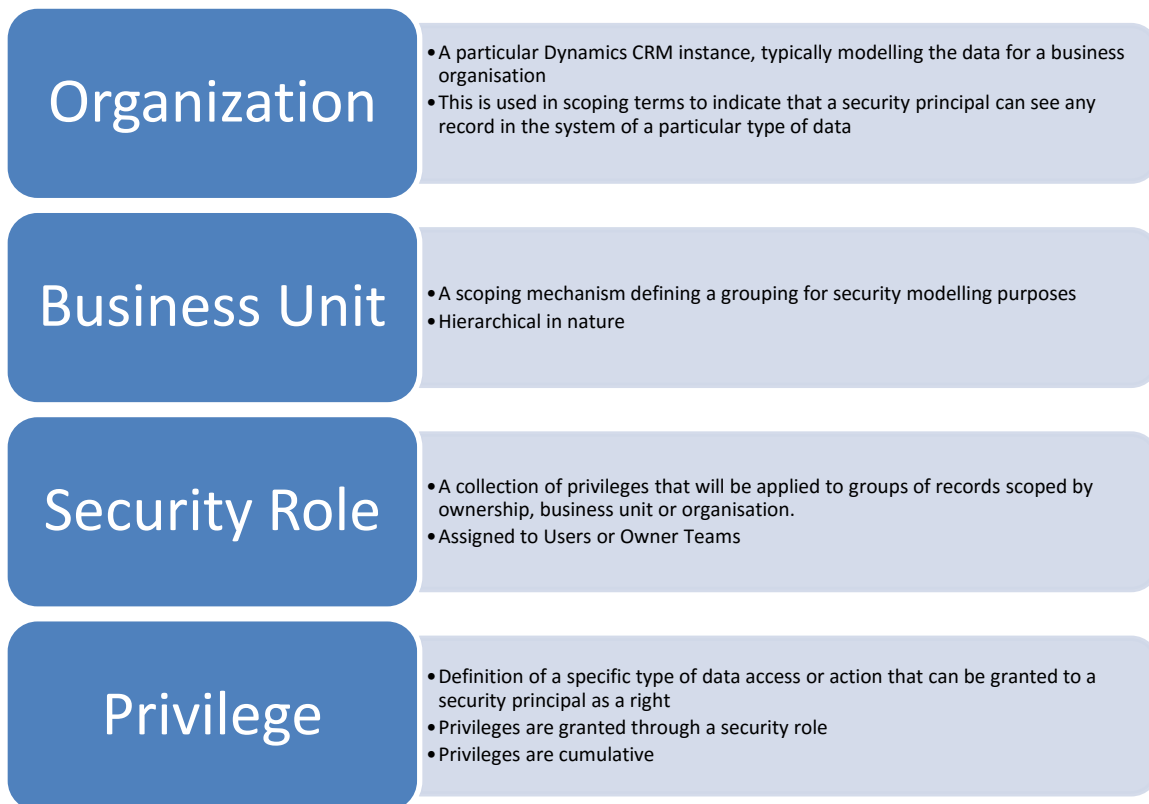 Organization
•A particular Dynamics CRM instance, typically modelling the data for a business
organisation
•This is used in scoping terms to indicate that a security principal can see any
record in the system of a particular type of data
Business Unit
•A scoping mechanism defining a grouping for security modelling purposes
•Hierarchical in nature
Security Role
•A collection of privileges that will be applied to groups of records scoped by
ownership, business unit or organisation.
•Assigned to Users or Owner Teams
Privilege
•Definition of a specific type of data access or action that can be granted to a
security principal as a right
•Privileges are granted through a security role
•Privileges are cumulative